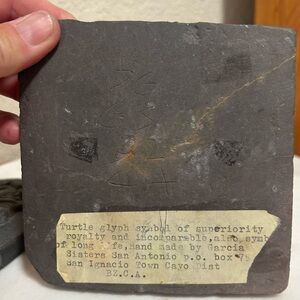 Turtle glyph symbol of superiority
royalty and incomparable, also symb
of long life. Hand made by Garcia
Sisters San Antonio p.o. box 75
San Ignacio Town Cayo Dist
BZ.C.A.